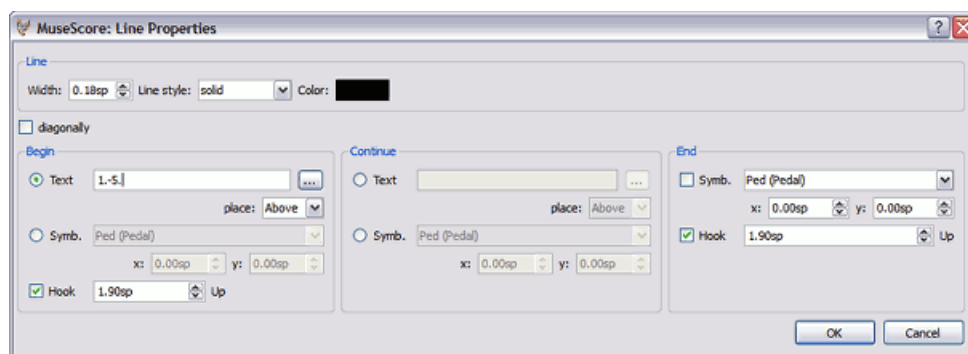 MuseScore: Line Properties
Line
Width: 0.18sp Line style: solid Color:
diagonally
Begin
Text 1.-5.
...
place: Above
Symb. Ped (Pedal)
x: 0.00sp y: 0.00sp
Hook 1.90sp Up
Continue
Text
...
place: Above
Symb. Ped (Pedal)
x: 0.00sp y: 0.00sp
End
Symb. Ped (Pedal)
x: 0.00sp y: 0.00sp
Hook 1.90sp Up
OK Cancel